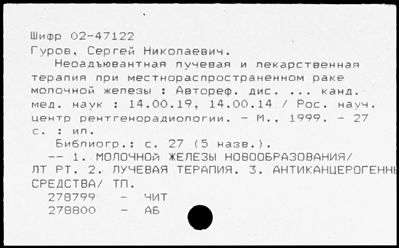 Шифр 02-47122
Гуров, Сергей Николаевич.
Неоадъювантная лучевая и лекарственная
терапия при местнораспространенном раке
молочной железы : Автореф. дис. ... канд.
мед. наук : 14.00.19, 14.00.14 / Рос. науч.
центр рентгенорадиологии. - М., 1999. - 27
с. : ил.
Библиогр.: с. 27 (5 назв.).
-- 1. МОЛОЧНОЙ ЖЕЛЕЗЫ НОВООБРАЗОВАНИЯ/
ЛТ РТ. 2. ЛУЧЕВАЯ ТЕРАПИЯ. 3. АНТИКАНЦЕРОГЕНН
СРЕДСТВА/ ТП.
278799 - ЧИТ
278800 - АБ